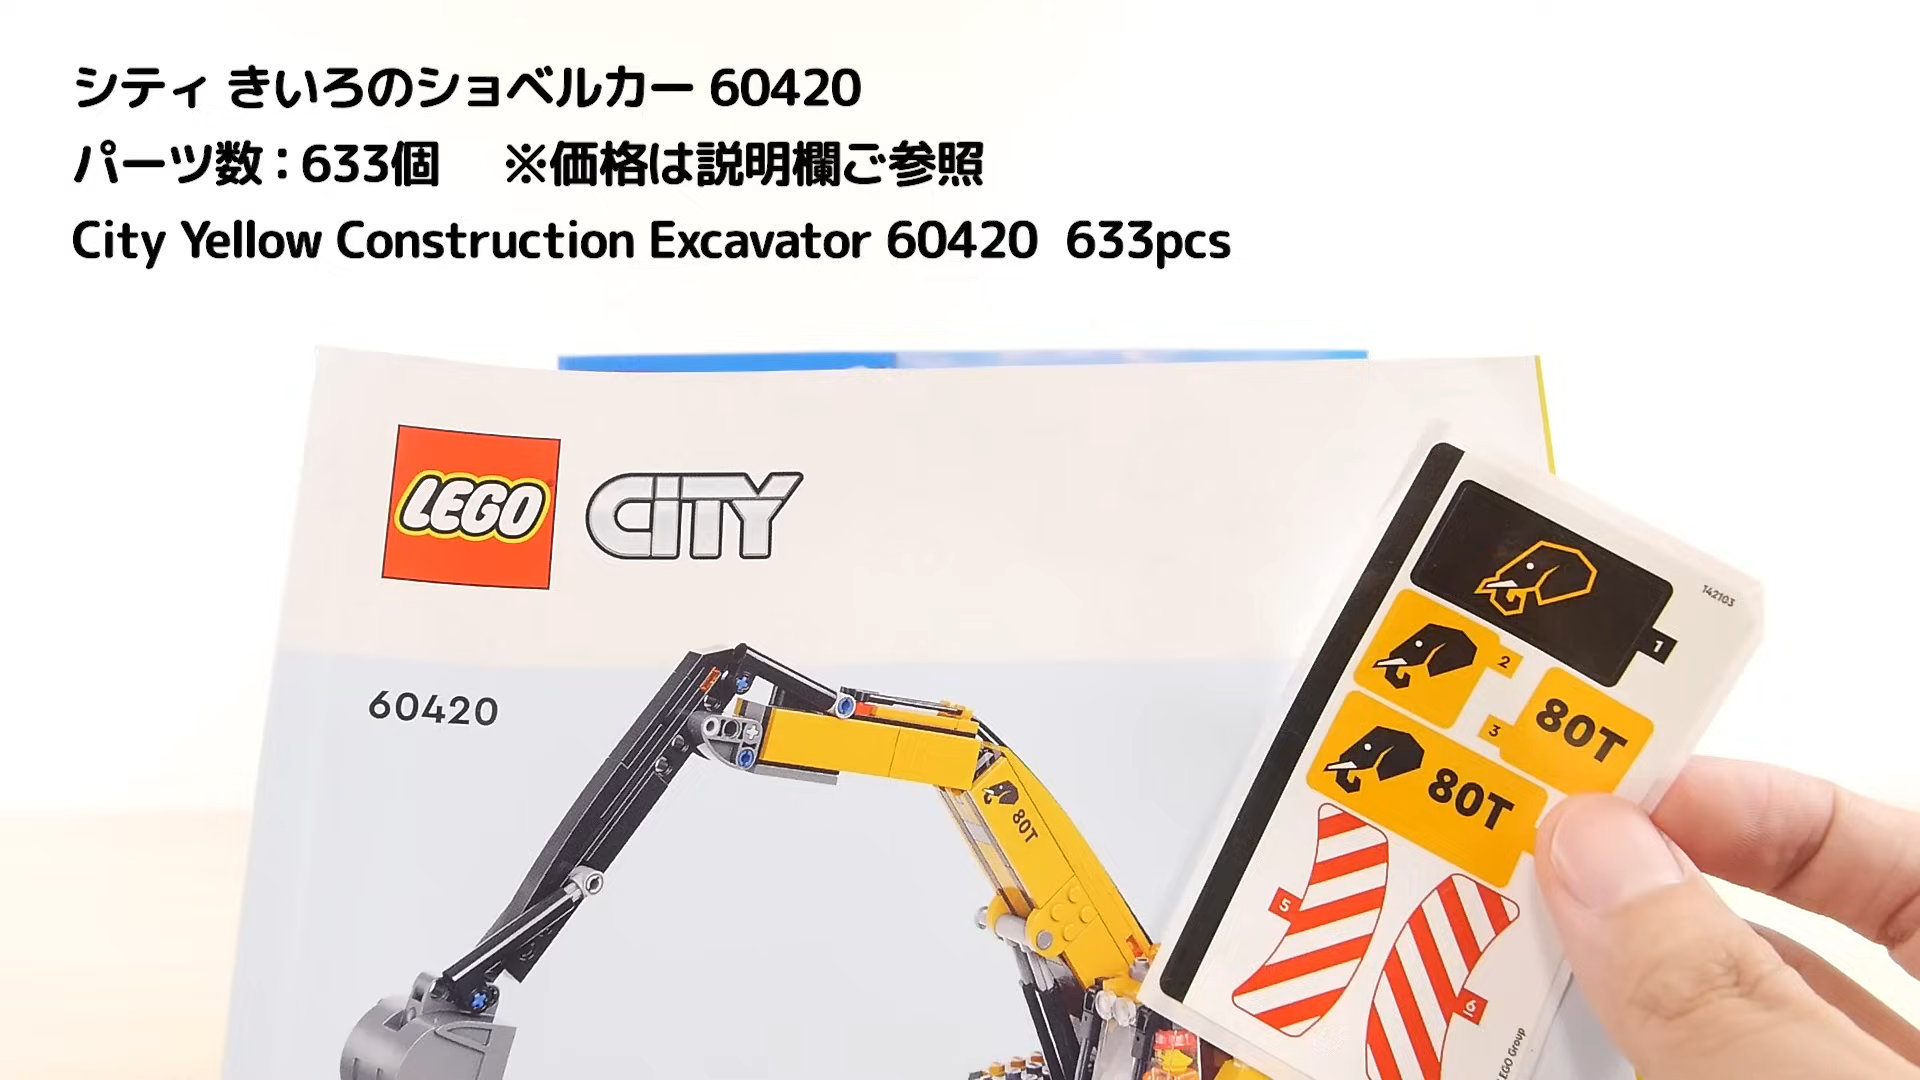 シティ きいろのショベルカー 60420
パーツ数：633個　※価格は説明欄ご参照
City Yellow Construction Excavator 60420 633pcs
LEGO CITY
60420
80T
142103
1
2
80T
3
80T
5
6
LEGO Group